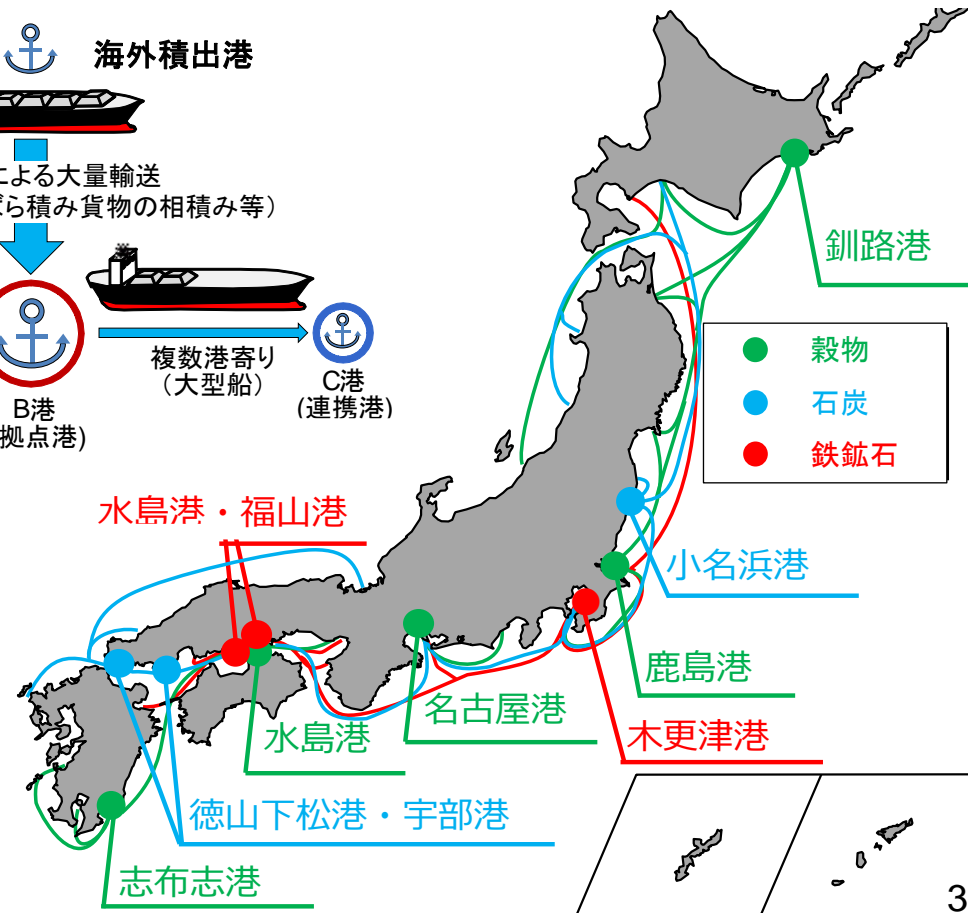 海外積出港
による大量輸送
ばら積み貨物の相積み等）
複数港寄り
（大型船）
B港
拠点港)
C港
(連携港)
釧路港
穀物
石炭
鉄鉱石
水島港・福山港
小名浜港
鹿島港
名古屋港
木更津港
水島港
徳山下松港・宇部港
志布志港
3